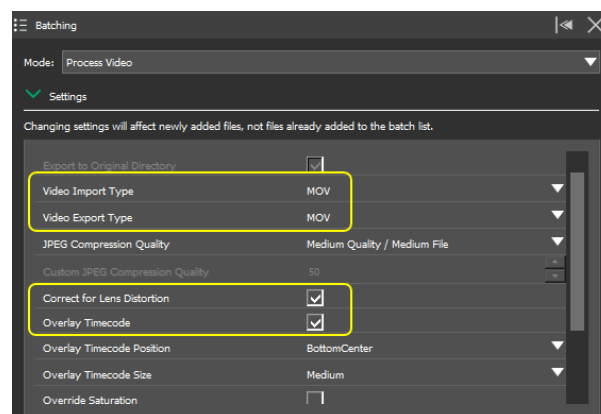 Batching
Mode: Process Video
Settings
Changing settings will affect newly added files, not files already added to the batch list.
Export to Original Directory
Video Import Type MOV
Video Export Type MOV
JPEG Compression Quality Medium Quality / Medium File
Custom JPEG Compression Quality 50
Correct for Lens Distortion
Overlay Timecode
Overlay Timecode Position BottomCenter
Overlay Timecode Size Medium
Override Saturation